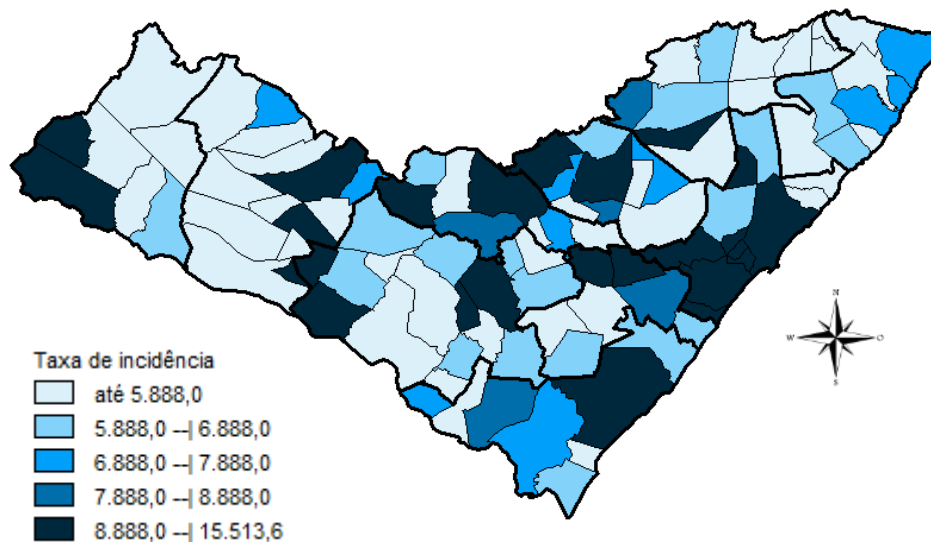 N
W
O
S
Taxa de incidência
até 5.888,0
5.888,0 --| 6.888,0
6.888,0 --| 7.888,0
7.888,0 --| 8.888,0
8.888,0 --| 15.513,6